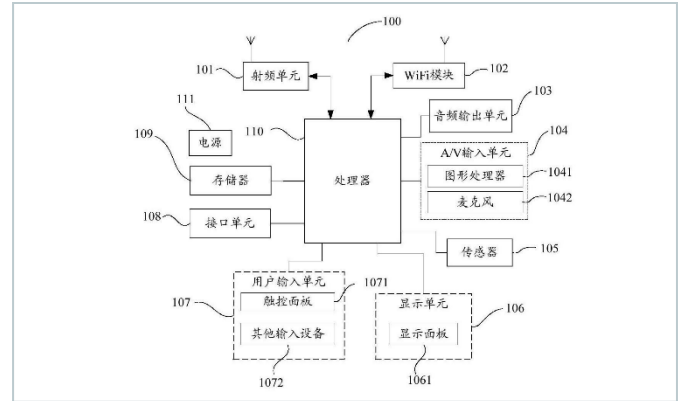 100
101
射频单元
WiFi模块
102
103
音频输出单元
111
电源
110
处理器
104
A/V输入单元
图形处理器
1041
麦克风
1042
109
存储器
108
接口单元
传感器
105
用户输入单元
107
触控面板
1071
其他输入设备
1072
显示单元
106
显示面板
1061